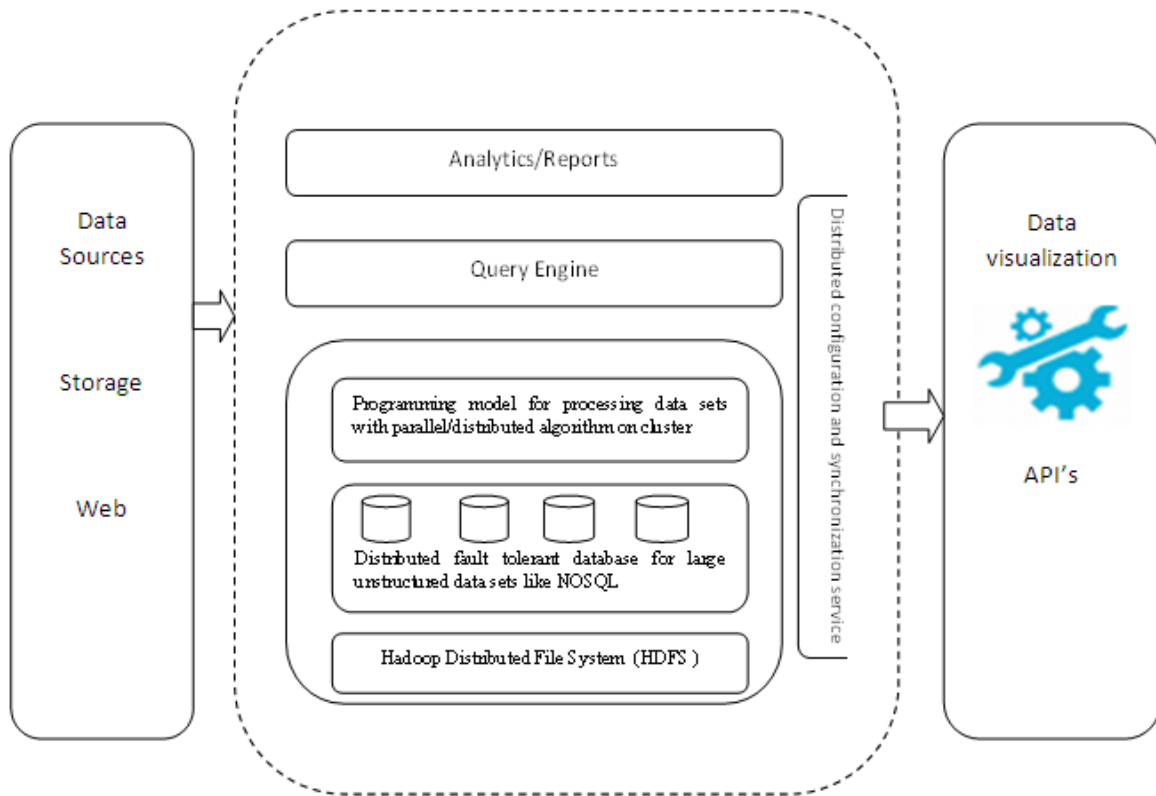 Data
Sources
Storage
Web
Analytics/Reports
Query Engine
Programming model for processing data sets
with parallel/distributed algorithm on cluster
Distributed fault tolerant database for large
unstructured data sets like NOSQL
Hadoop Distributed File System (HDFS )
Distributed configuration and synchronization service
Data
visualization
API's